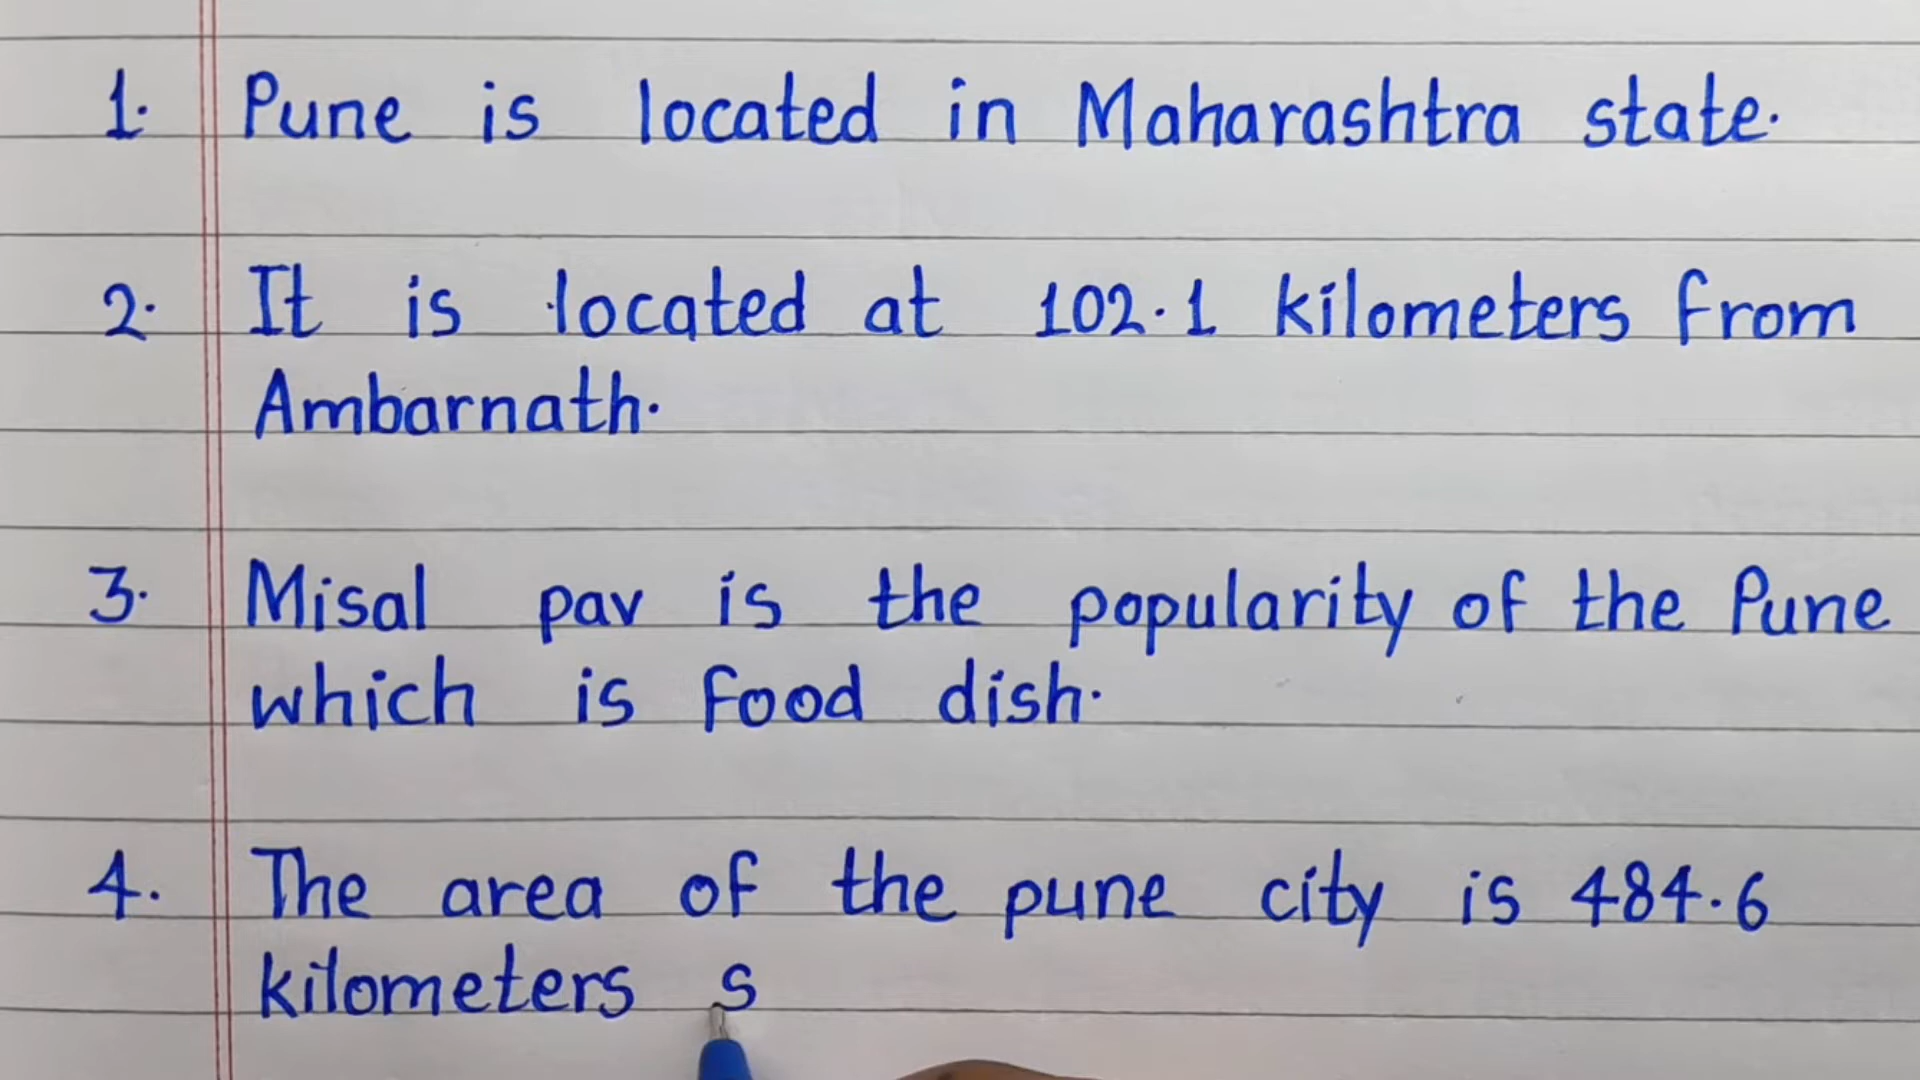 1. Pune is located in Maharashtra state.
2. It is located at 102.1 kilometers from
Ambarnath.
3. Misal pav is the popularity of the Pune
which is food dish.
4. The area of the pune city is 484.6
kilometers s